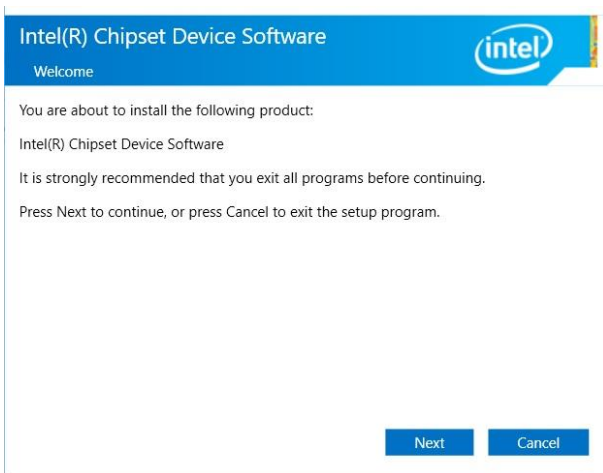 Intel(R) Chipset Device Software
intel
Welcome
You are about to install the following product:
Intel(R) Chipset Device Software
It is strongly recommended that you exit all programs before continuing.
Press Next to continue, or press Cancel to exit the setup program.
Next
Cancel